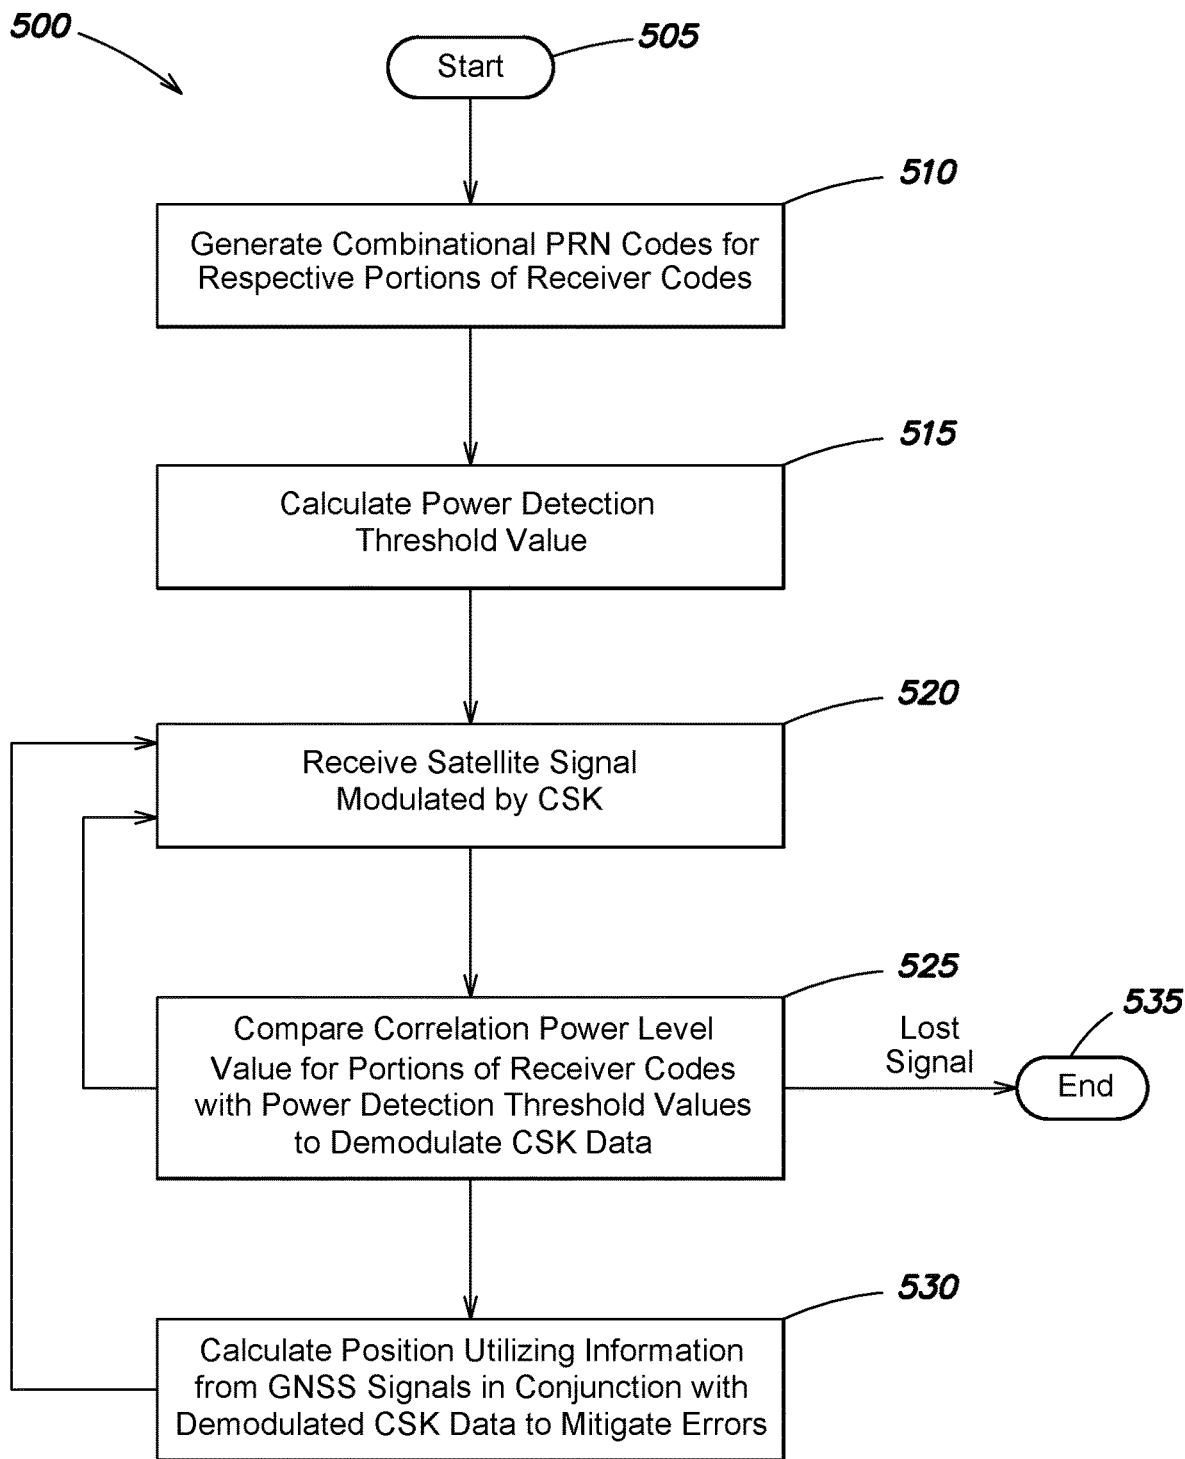 500
Start
505
510
Generate Combinational PRN Codes for
Respective Portions of Receiver Codes
515
Calculate Power Detection
Threshold Value
520
Receive Satellite Signal
Modulated by CSK
525
Compare Correlation Power Level
Value for Portions of Receiver Codes
with Power Detection Threshold Values
to Demodulate CSK Data
Lost
Signal
535
End
530
Calculate Position Utilizing Information
from GNSS Signals in Conjunction with
Demodulated CSK Data to Mitigate Errors